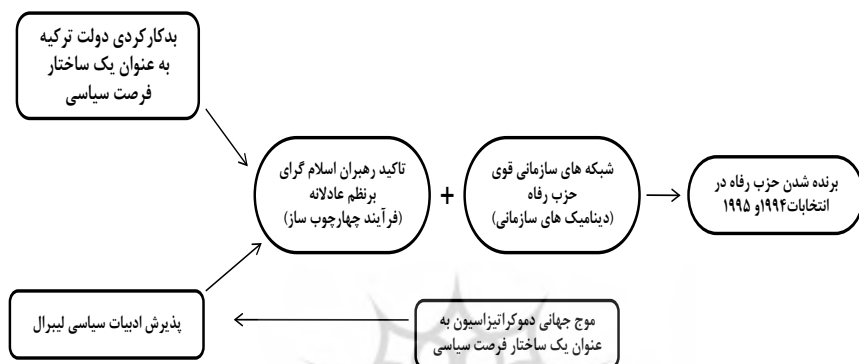 بدکارکردی دولت ترکیه
به عنوان یک ساختار
فرصت سیاسی
تاکید رهبران اسلام گرای
برنظم عادلانه
(فرآیند چهارچوب ساز)
+
شبکه های سازمانی قوی
حزب رفاه
(دینامیک های سازمانی)
برنده شدن حزب رفاه در
انتخابات۱۹۹۴و ۱۹۹۵
پذیرش ادبیات سیاسی لیبرال
موج جهانی دموکراتیزاسیون به
عنوان یک ساختار فرصت سیاسی